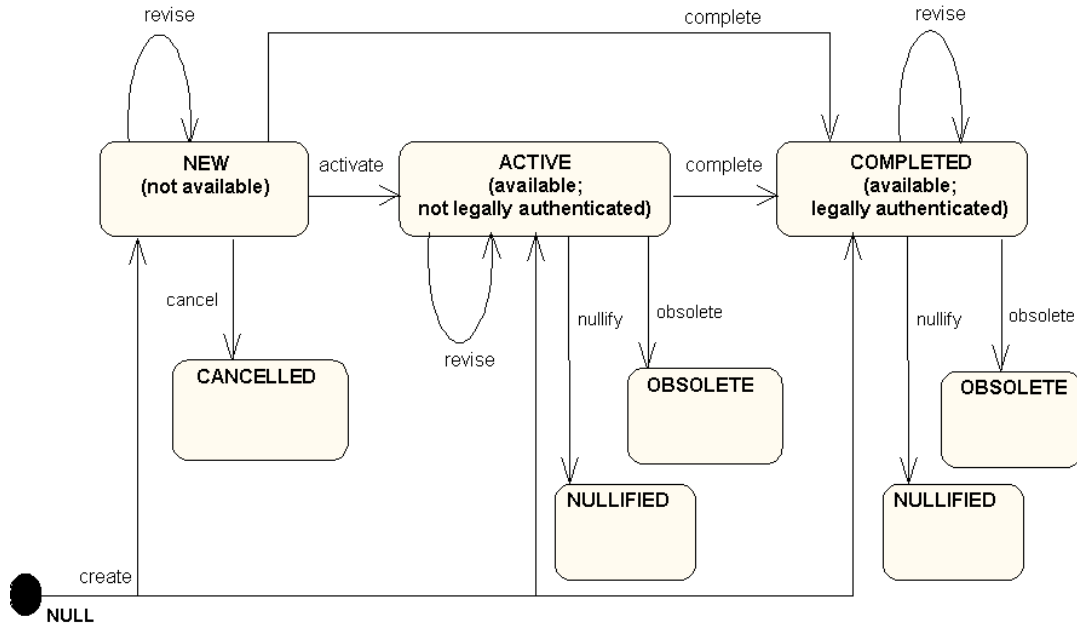 revise
complete
revise
NEW
(not available)
activate
ACTIVE
(available;
not legally authenticated)
complete
COMPLETED
(available;
legally authenticated)
cancel
nullify
obsolete
nullify
obsolete
revise
CANCELLED
OBSOLETE
OBSOLETE
NULLIFIED
NULLIFIED
create
NULL